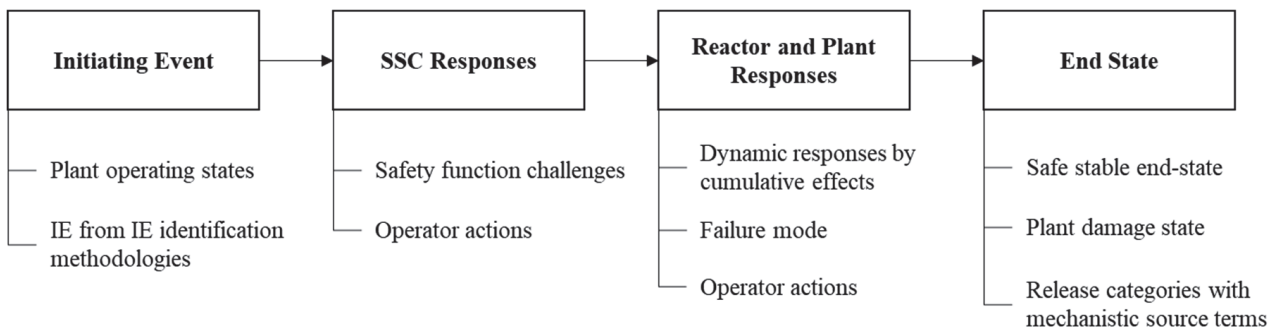 Initiating Event
Plant operating states
IE from IE identification
methodologies
SSC Responses
Safety function challenges
Operator actions
Reactor and Plant
Responses
Dynamic responses by
cumulative effects
Failure mode
Operator actions
End State
Safe stable end-state
Plant damage state
Release categories with
mechanistic source terms